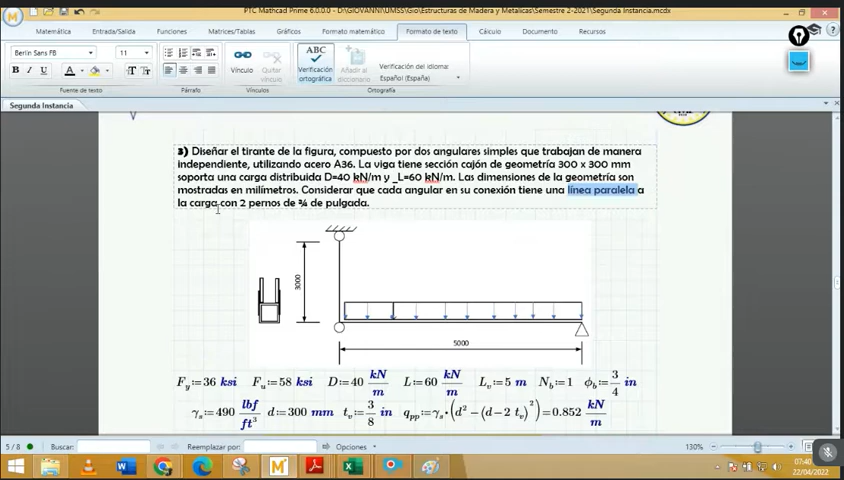 PTC Mathcad Prime 6.0.0.0 - D:\GIOVANNI\UMSS\Gio\Estructuras de Madera y Metalicas\Semestre 2-2021\Segunda Instancia.mcdx
Matemática Entrada/Salida Funciones Matrices/Tablas Gráficos Formato matemático Formato de texto Cálculo Documento Recursos
Berlin Sans FB 11
ABC
Verificación ortográfica
Vínculo
Quitar vínculo
Añadir al diccionario
Verificación del idioma:
Español (España)
B I U A
Fuente de texto Párrafo Vínculos Ortografía
Segunda Instancia
3) Diseñar el tirante de la figura, compuesto por dos angulares simples que trabajan de manera
independiente, utilizando acero A36. La viga tiene sección cajón de geometría 300 x 300 mm
soporta una carga distribuida D=40 kN/m y _L=60 kN/m. Las dimensiones de la geometría son
mostradas en milímetros. Considerar que cada angular en su conexión tiene una línea paralela a
la carga con 2 pernos de ¾ de pulgada.
3000
5000
F_y:=36 ksi F_u:=58 ksi D:=40 kN/m L:=60 kN/m L_v:=5 m N_b:=1 ϕ_b:=3/4 in
γ_s:=490 lbf/ft³ d:=300 mm t_v:=3/8 in q_pp:=γ_s•(d²-(d-2 t_v)²)=0.852 kN/m
5 / 8 Buscar: Reemplazar por: Opciones 130%
07:40
22/04/2022